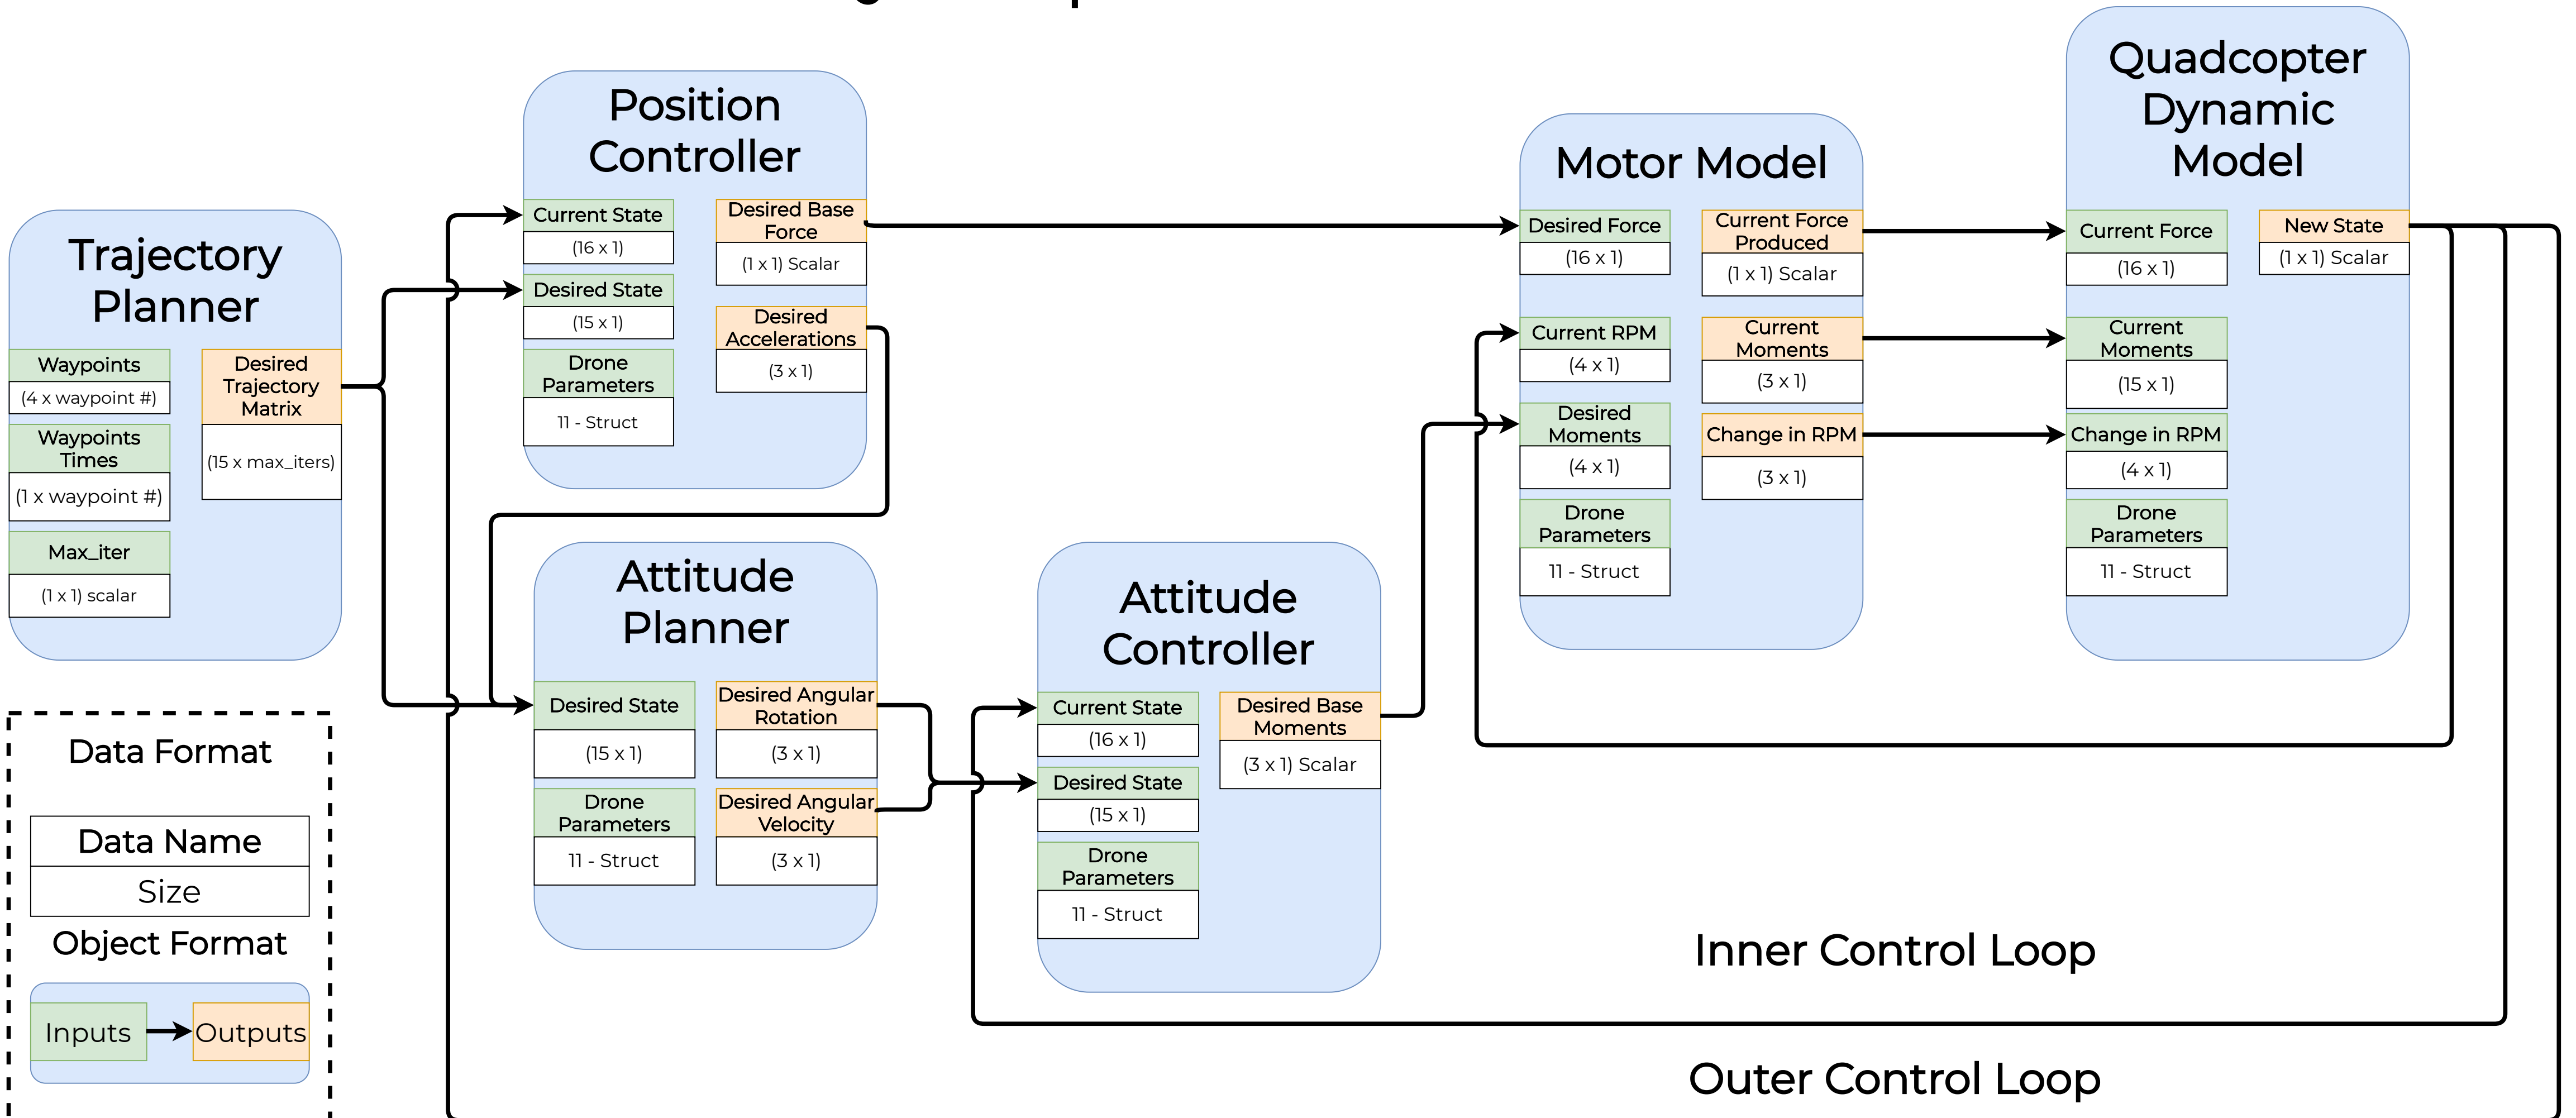 Trajectory
Planner
Waypoints
(4 x waypoint #)
Waypoints
Times
(1 x waypoint #)
Max_iter
(1 x 1) scalar
Desired
Trajectory
Matrix
(15 x max_iters)
Position
Controller
Current State
(16 x 1)
Desired State
(15 x 1)
Drone
Parameters
11 - Struct
Desired Base
Force
(1 x 1) Scalar
Desired
Accelerations
(3 x 1)
Attitude
Planner
Desired State
(15 x 1)
Drone
Parameters
11 - Struct
Desired Angular
Rotation
(3 x 1)
Desired Angular
Velocity
(3 x 1)
Attitude
Controller
Current State
(16 x 1)
Desired State
(15 x 1)
Drone
Parameters
11 - Struct
Desired Base
Moments
(3 x 1) Scalar
Motor Model
Desired Force
(16 x 1)
Current RPM
(4 x 1)
Desired
Moments
(4 x 1)
Drone
Parameters
11 - Struct
Current Force
Produced
(1 x 1) Scalar
Current
Moments
(3 x 1)
Change in RPM
(3 x 1)
Quadcopter
Dynamic
Model
Current Force
(16 x 1)
Current
Moments
(15 x 1)
Change in RPM
(4 x 1)
Drone
Parameters
11 - Struct
New State
(1 x 1) Scalar
Data Format
Data Name
Size
Object Format
Inputs
Outputs
Inner Control Loop
Outer Control Loop